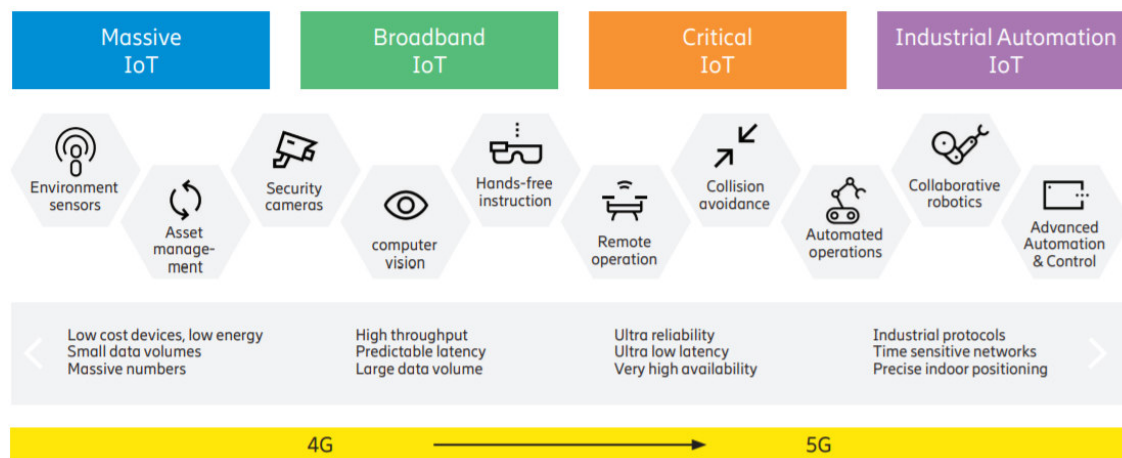 Massive
IoT
Broadband
IoT
Critical
IoT
Industrial Automation
IoT
Environment
sensors
Asset
manage-
ment
Security
cameras
computer
vision
Hands-free
instruction
Remote
operation
Collision
avoidance
Automated
operations
Collaborative
robotics
Advanced
Automation
& Control
Low cost devices, low energy
Small data volumes
Massive numbers
High throughput
Predictable latency
Large data volume
Ultra reliability
Ultra low latency
Very high availability
Industrial protocols
Time sensitive networks
Precise indoor positioning
4G
5G